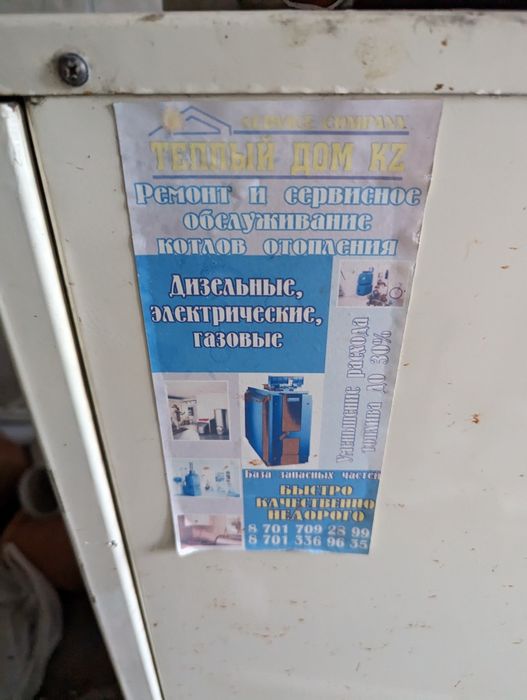 SERVICE COMPANY
ТЕПЛЫЙ ДОМ KZ
Ремонт и сервисное
обслуживание
котлов отопления
Дизельные,
электрические,
газовые
Уменьшение расхода
топлива ДО 30%
База запасных частей
БЫСТРО
КАЧЕСТВЕННО
НЕДОРОГО
8 701 709 28 99
8 701 336 96 35